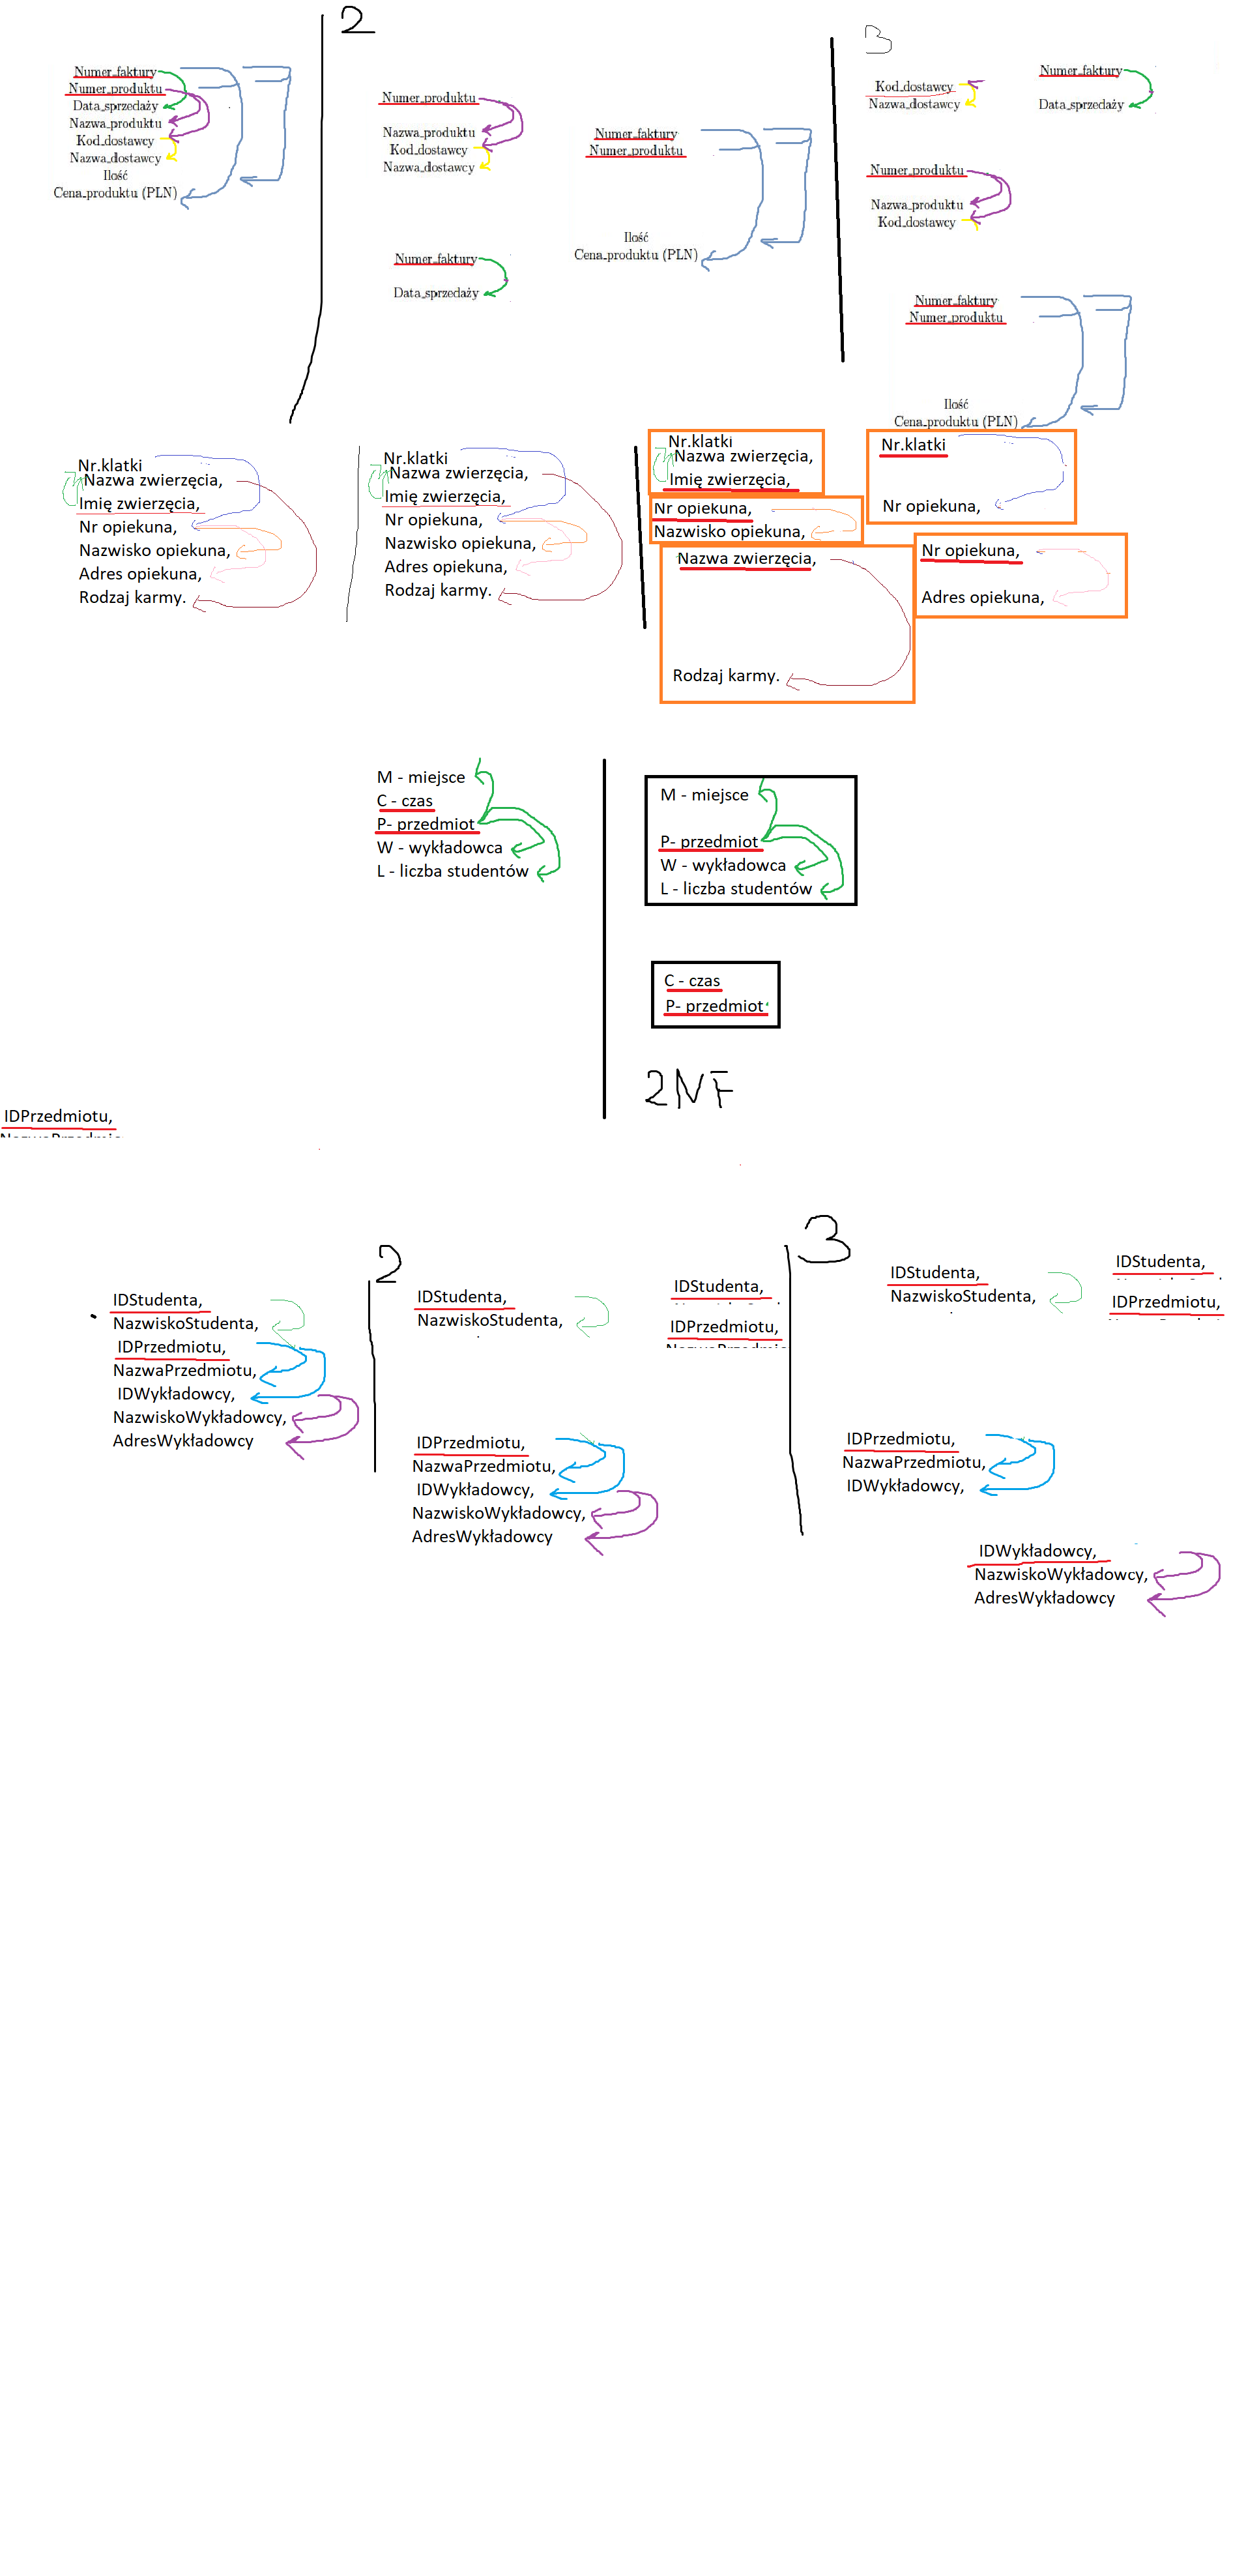 2
3
Numer_faktury
Numer_produktu
Data_sprzedaży
Nazwa_produktu
Kod_dostawcy
Nazwa_dostawcy
Ilość
Cena_produktu (PLN)
Numer_produktu
Nazwa_produktu
Kod_dostawcy
Nazwa_dostawcy
Numer_faktury
Data_sprzedaży
Numer_faktury
Numer_produktu
Ilość
Cena_produktu (PLN)
Kod_dostawcy
Nazwa_dostawcy
Numer_faktury
Data_sprzedaży
Numer_produktu
Nazwa_produktu
Kod_dostawcy
Numer_faktury
Numer_produktu
Ilość
Cena_produktu (PLN)
Nr.klatki
Nazwa zwierzęcia,
Imię zwierzęcia,
Nr opiekuna,
Nazwisko opiekuna,
Adres opiekuna,
Rodzaj karmy.
Nr.klatki
Nazwa zwierzęcia,
Imię zwierzęcia,
Nr opiekuna,
Nazwisko opiekuna,
Adres opiekuna,
Rodzaj karmy.
Nr.klatki
Nazwa zwierzęcia,
Imię zwierzęcia,
Nr.klatki
Nr opiekuna,
Nr opiekuna,
Nazwisko opiekuna,
Nazwa zwierzęcia,
Rodzaj karmy.
Nr opiekuna,
Adres opiekuna,
M - miejsce
C - czas
P- przedmiot
W - wykładowca
L - liczba studentów
M - miejsce
P- przedmiot
W - wykładowca
L - liczba studentów
C - czas
P- przedmiot
2NF
IDPrzedmiotu,
2
3
IDStudenta,
NazwiskoStudenta,
IDPrzedmiotu,
NazwaPrzedmiotu,
IDWykładowcy,
NazwiskoWykładowcy,
AdresWykładowcy
IDStudenta,
NazwiskoStudenta,
IDStudenta,
IDPrzedmiotu,
IDPrzedmiotu,
NazwaPrzedmiotu,
IDWykładowcy,
NazwiskoWykładowcy,
AdresWykładowcy
IDStudenta,
NazwiskoStudenta,
IDStudenta,
IDPrzedmiotu,
IDPrzedmiotu,
NazwaPrzedmiotu,
IDWykładowcy,
IDWykładowcy,
NazwiskoWykładowcy,
AdresWykładowcy